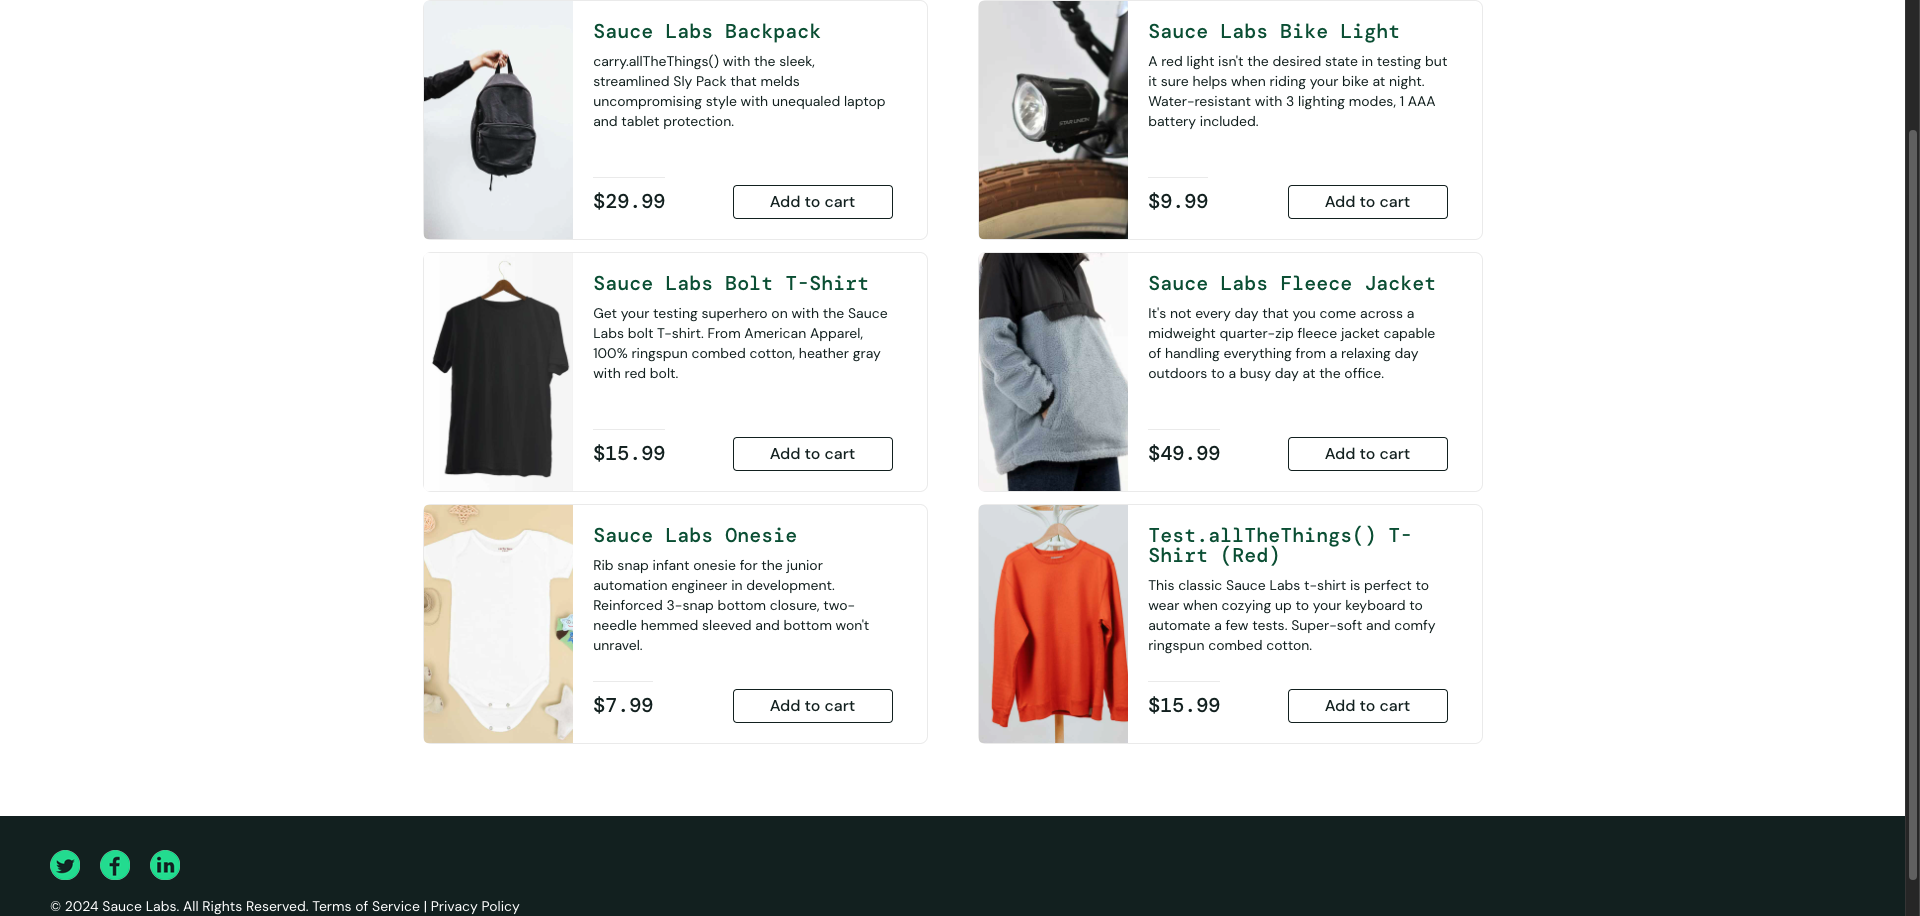 Sauce Labs Backpack
carry.allTheThings() with the sleek,
streamlined Sly Pack that melds
uncompromising style with unequaled laptop
and tablet protection.
$29.99
Add to cart
Sauce Labs Bike Light
A red light isn't the desired state in testing but
it sure helps when riding your bike at night.
Water-resistant with 3 lighting modes, 1 AAA
battery included.
$9.99
Add to cart
Sauce Labs Bolt T-Shirt
Get your testing superhero on with the Sauce
Labs bolt T-shirt. From American Apparel,
100% ringspun combed cotton, heather gray
with red bolt.
$15.99
Add to cart
Sauce Labs Fleece Jacket
It's not every day that you come across a
midweight quarter-zip fleece jacket capable
of handling everything from a relaxing day
outdoors to a busy day at the office.
$49.99
Add to cart
Sauce Labs Onesie
Rib snap infant onesie for the junior
automation engineer in development.
Reinforced 3-snap bottom closure, two-
needle hemmed sleeved and bottom won't
unravel.
$7.99
Add to cart
Test.allTheThings() T-
Shirt (Red)
This classic Sauce Labs t-shirt is perfect to
wear when cozying up to your keyboard to
automate a few tests. Super-soft and comfy
ringspun combed cotton.
$15.99
Add to cart
© 2024 Sauce Labs. All Rights Reserved. Terms of Service | Privacy Policy